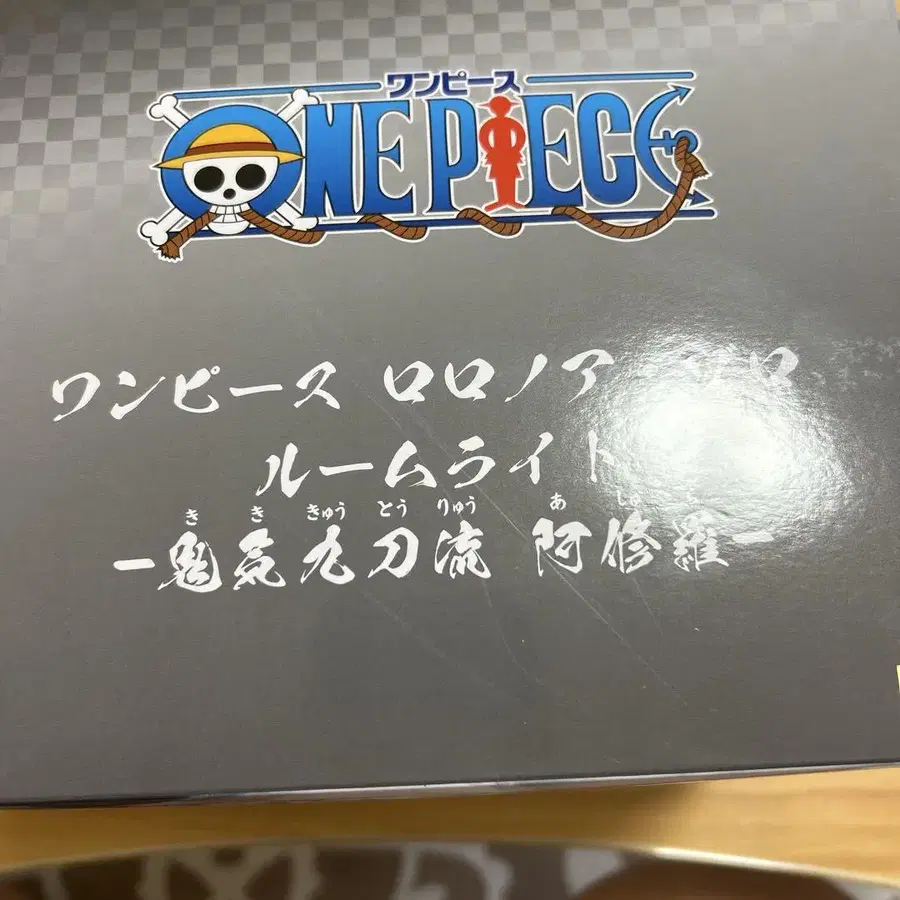 ワンピース
ONE PIECE
ワンピース ロロノア
ルームライト
きききゅうとうりゅう あ
-鬼気九刀流 阿修羅-